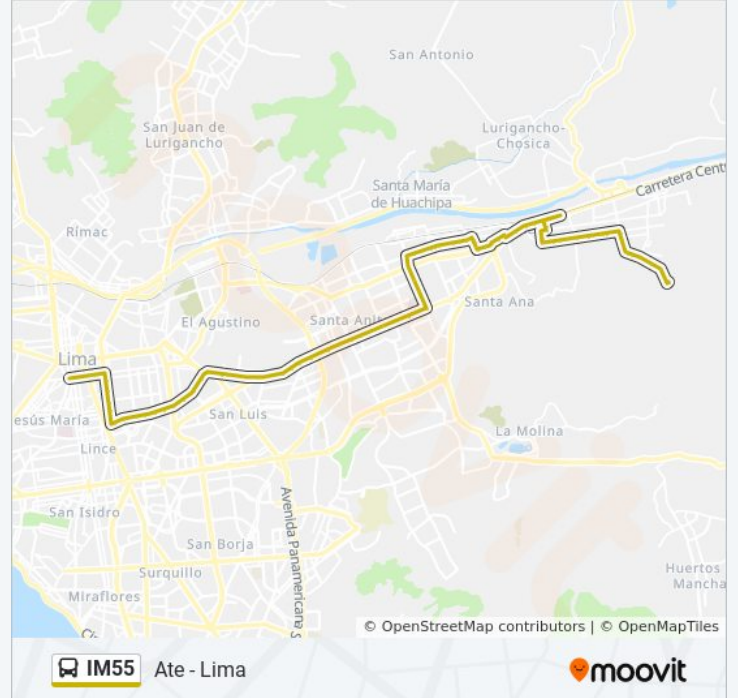 San Antonio
San Juan de
Lurigancho
Lurigancho-
Chosica
Carretera Cent
Santa María
de Huachipa
Rímac
Santa Ana
El Agustino
Santa Anita
Lima
esús María
San Luis
La Molina
Lince
San Isidro
Avenida Panamericana S
San Borja
Surquillo
Huertos
Mancha
Miraflores
© OpenStreetMap contributors | © OpenMapTiles
IM55 Ate - Lima
moovit